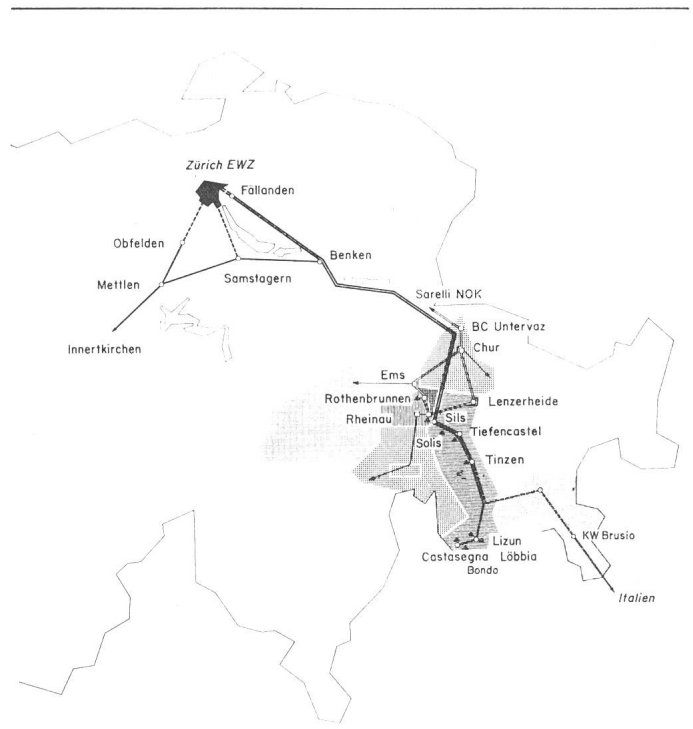 Zürich EWZ
Fällanden
Obfelden
Benken
Mettlen
Samstagern
Innertkirchen
Sarelli NOK
BC Untervaz
Chur
Ems
Rothenbrunnen
Lenzerheide
Rheinau
Sils
Solis
Tiefencastel
Tinzen
KW Brusio
Lizun
Castasegna Löbbia
Bondo
Italien